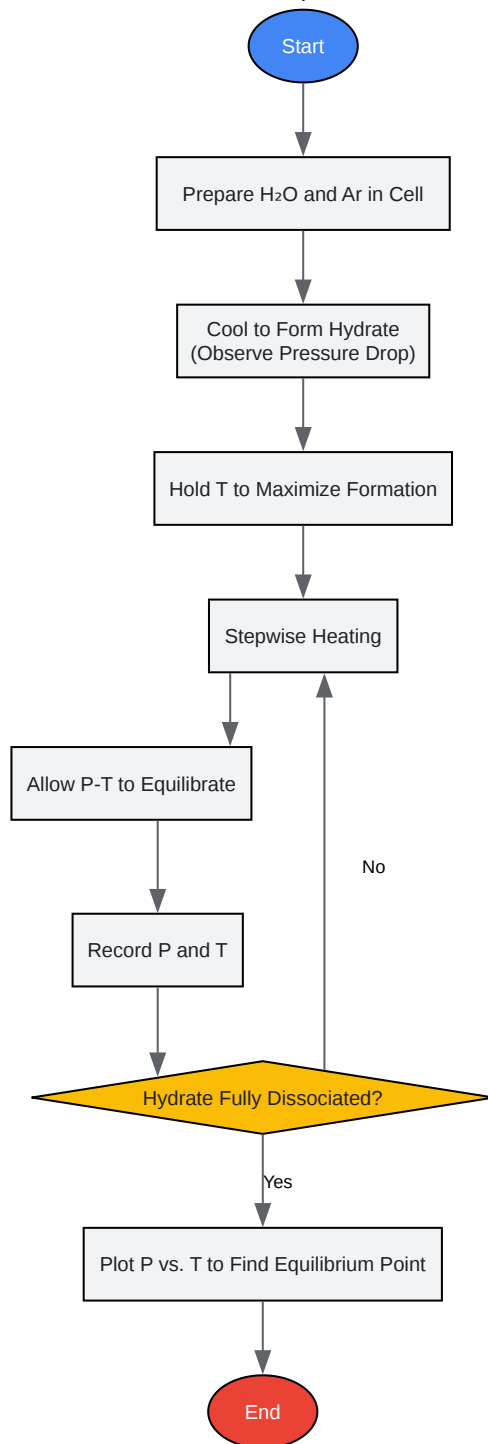 Start
Prepare H₂O and Ar in Cell
Cool to Form Hydrate
(Observe Pressure Drop)
Hold T to Maximize Formation
Stepwise Heating
Allow P-T to Equilibrate
No
Record P and T
Hydrate Fully Dissociated?
Yes
Plot P vs. T to Find Equilibrium Point
End